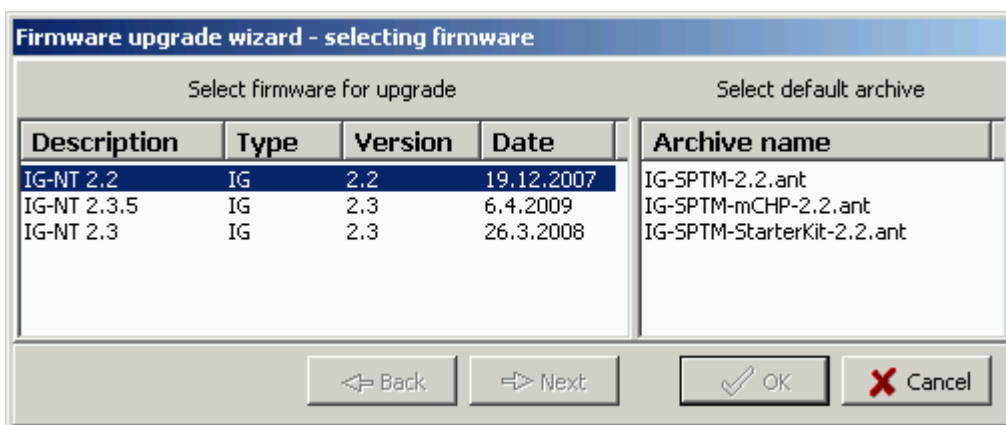 Firmware upgrade wizard - selecting firmware
Select firmware for upgrade
Description Type Version Date
IG-NT 2.2 IG 2.2 19.12.2007
IG-NT 2.3.5 IG 2.3 6.4.2009
IG-NT 2.3 IG 2.3 26.3.2008
Select default archive
Archive name
IG-SPTM-2.2.ant
IG-SPTM-mCHP-2.2.ant
IG-SPTM-StarterKit-2.2.ant
Back Next OK Cancel